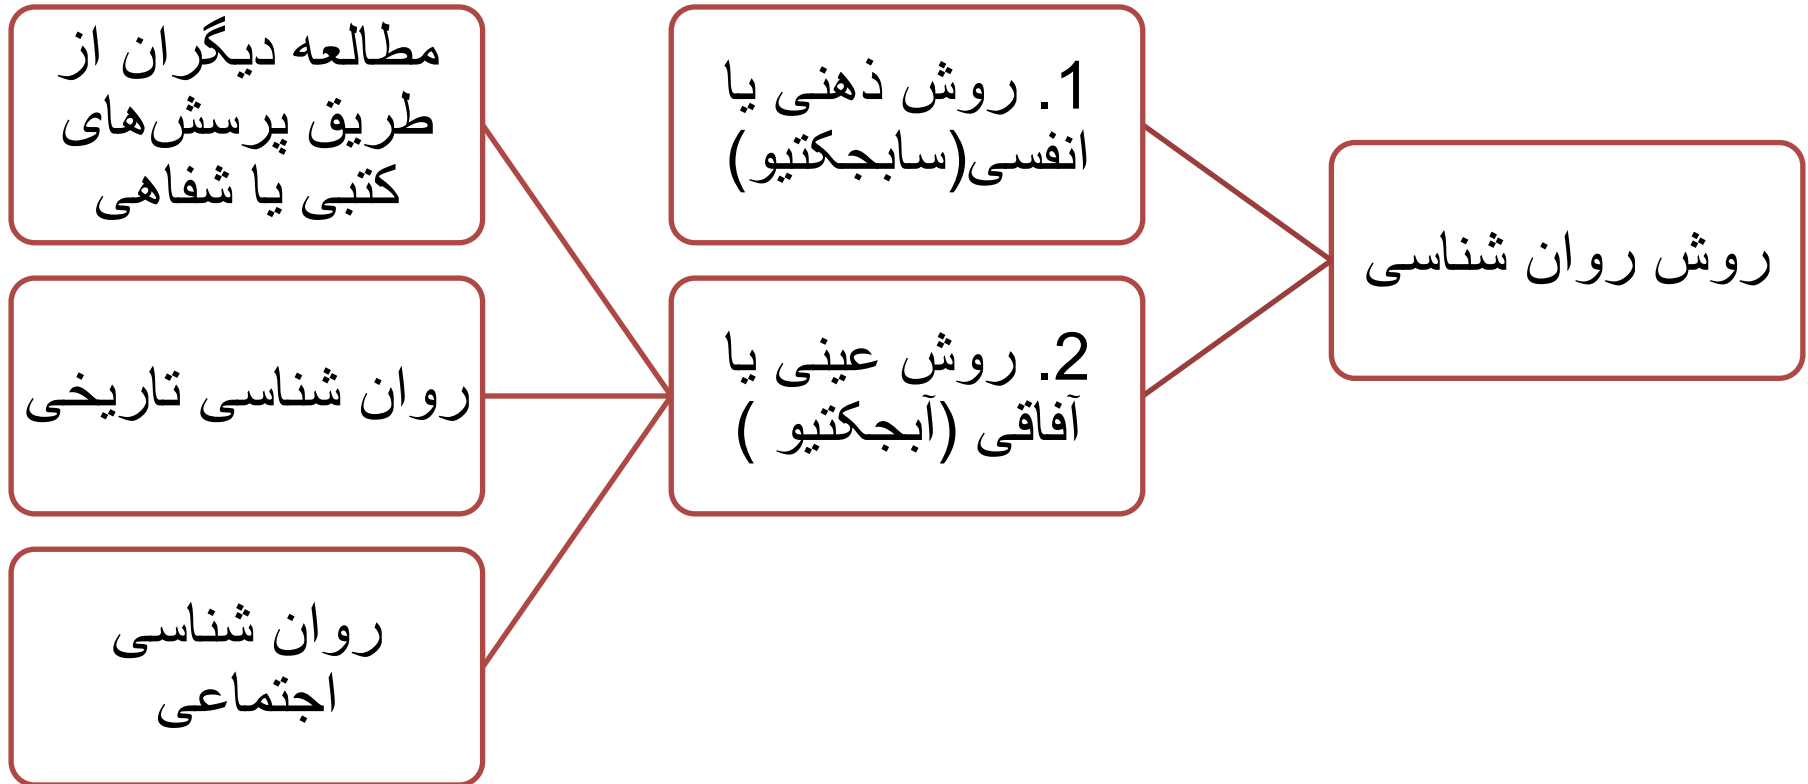 روش روان شناسی
1. روش ذهنی یا
انفسی(سابجکتیو)
2. روش عینی یا
آفاقی (آبجکتیو )
مطالعه دیگران از
طریق پرسش‌های
کتبی یا شفاهی
روان شناسی تاریخی
روان شناسی
اجتماعی